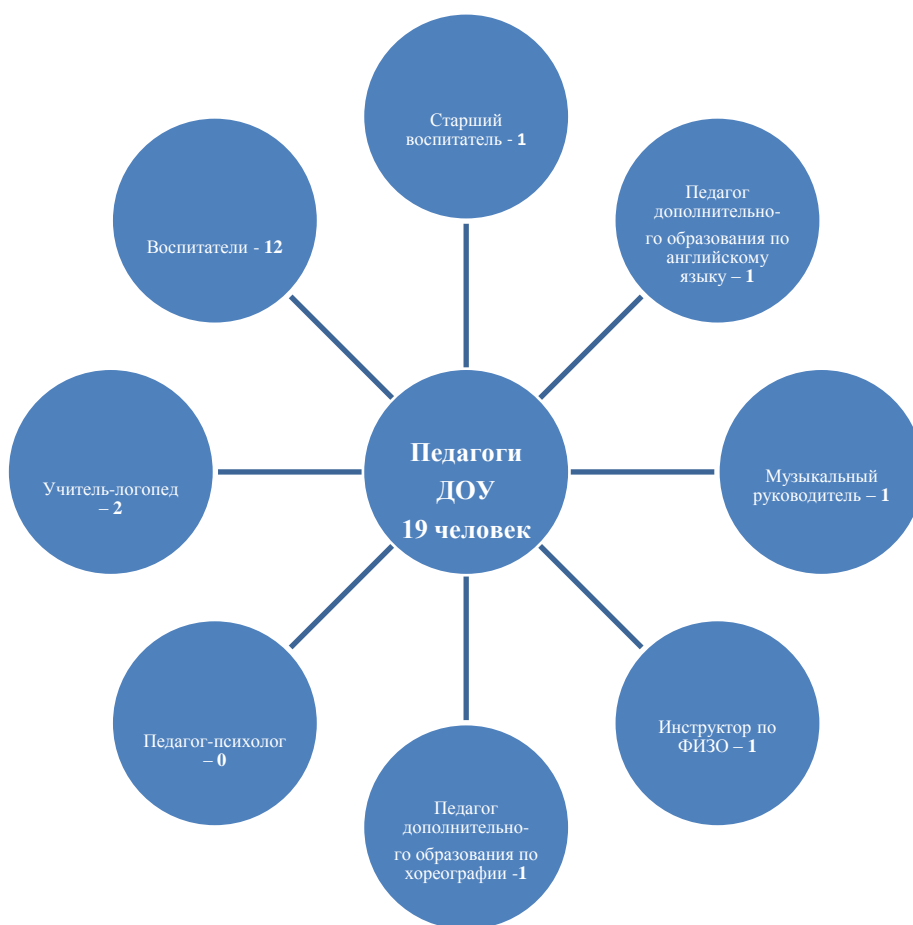 Старший
воспитатель - 1
Педагог
дополнительно-
го образования по
английскому
языку – 1
Воспитатели - 12
Педагоги
ДОУ
19 человек
Музыкальный
руководитель – 1
Учитель-логопед
– 2
Инструктор по
ФИЗО – 1
Педагог-психолог
– 0
Педагог
дополнительно-
го образования по
хореографии -1